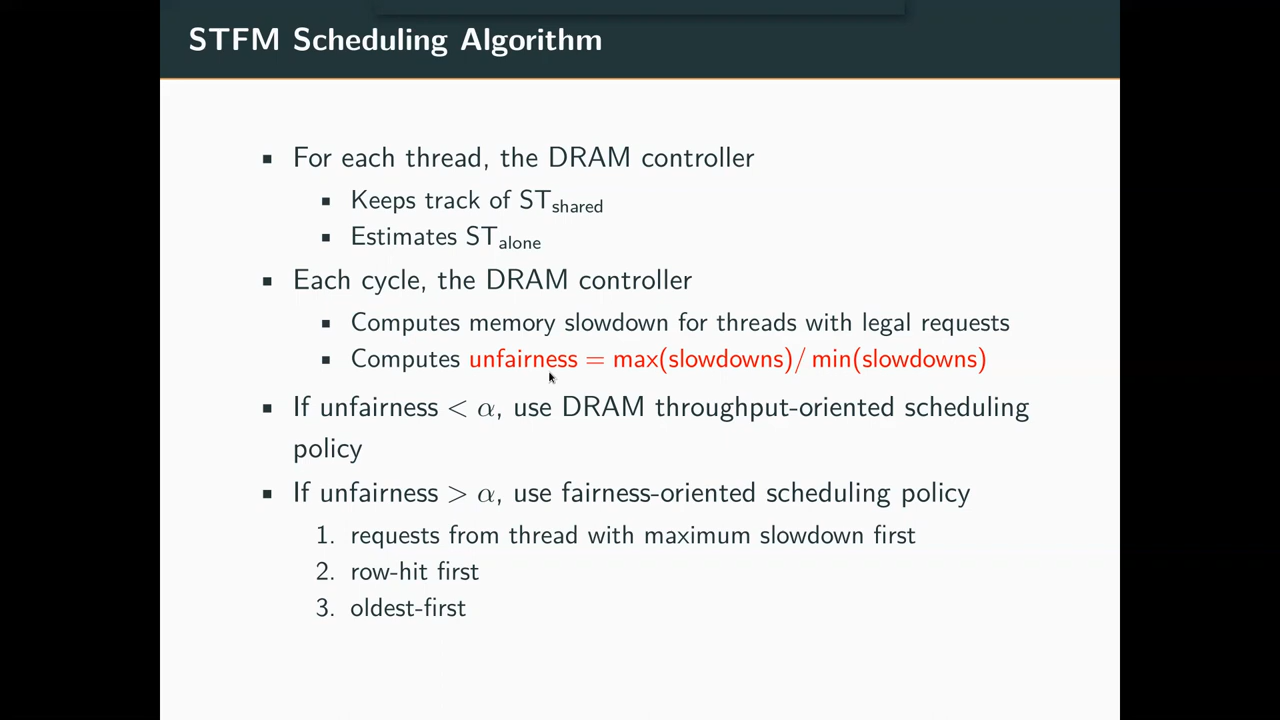 STFM Scheduling Algorithm
▪ For each thread, the DRAM controller
▪ Keeps track of ST_shared
▪ Estimates ST_alone
▪ Each cycle, the DRAM controller
▪ Computes memory slowdown for threads with legal requests
▪ Computes unfairness = max(slowdowns)/ min(slowdowns)
▪ If unfairness < α, use DRAM throughput-oriented scheduling
policy
▪ If unfairness > α, use fairness-oriented scheduling policy
1. requests from thread with maximum slowdown first
2. row-hit first
3. oldest-first